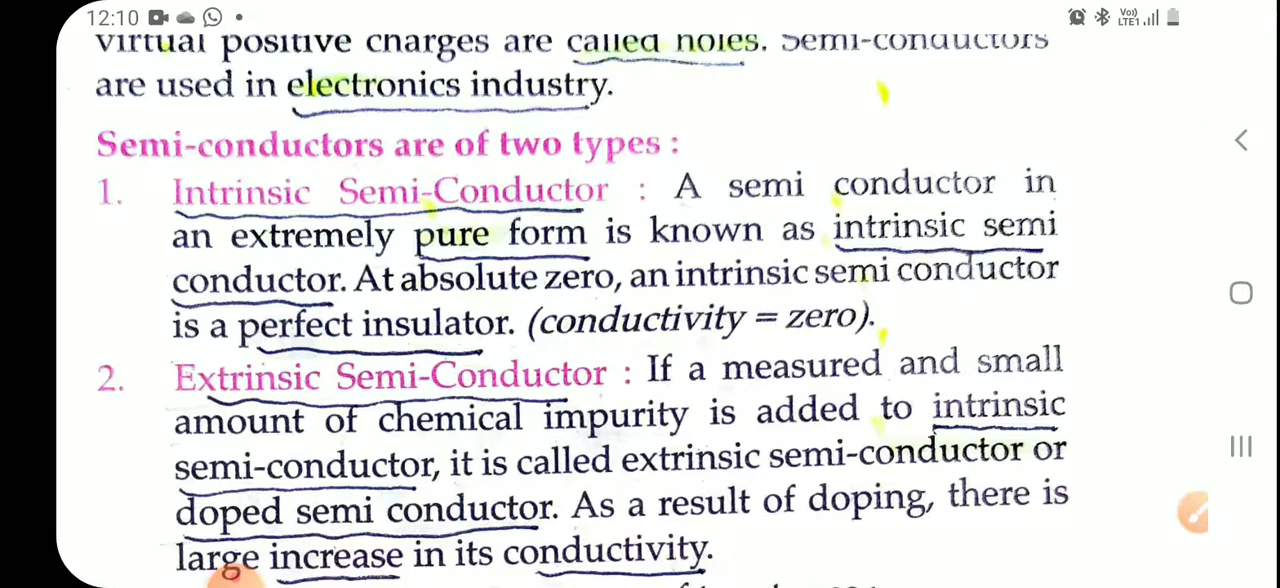 12:10
Vo))
LTE1
virtual positive charges are called holes. Semi-conductors
are used in electronics industry.
Semi-conductors are of two types :
1. Intrinsic Semi-Conductor : A semi conductor in
an extremely pure form is known as intrinsic semi
conductor. At absolute zero, an intrinsic semi conductor
is a perfect insulator. (conductivity = zero).
2. Extrinsic Semi-Conductor : If a measured and small
amount of chemical impurity is added to intrinsic
semi-conductor, it is called extrinsic semi-conductor or
doped semi conductor. As a result of doping, there is
large increase in its conductivity.